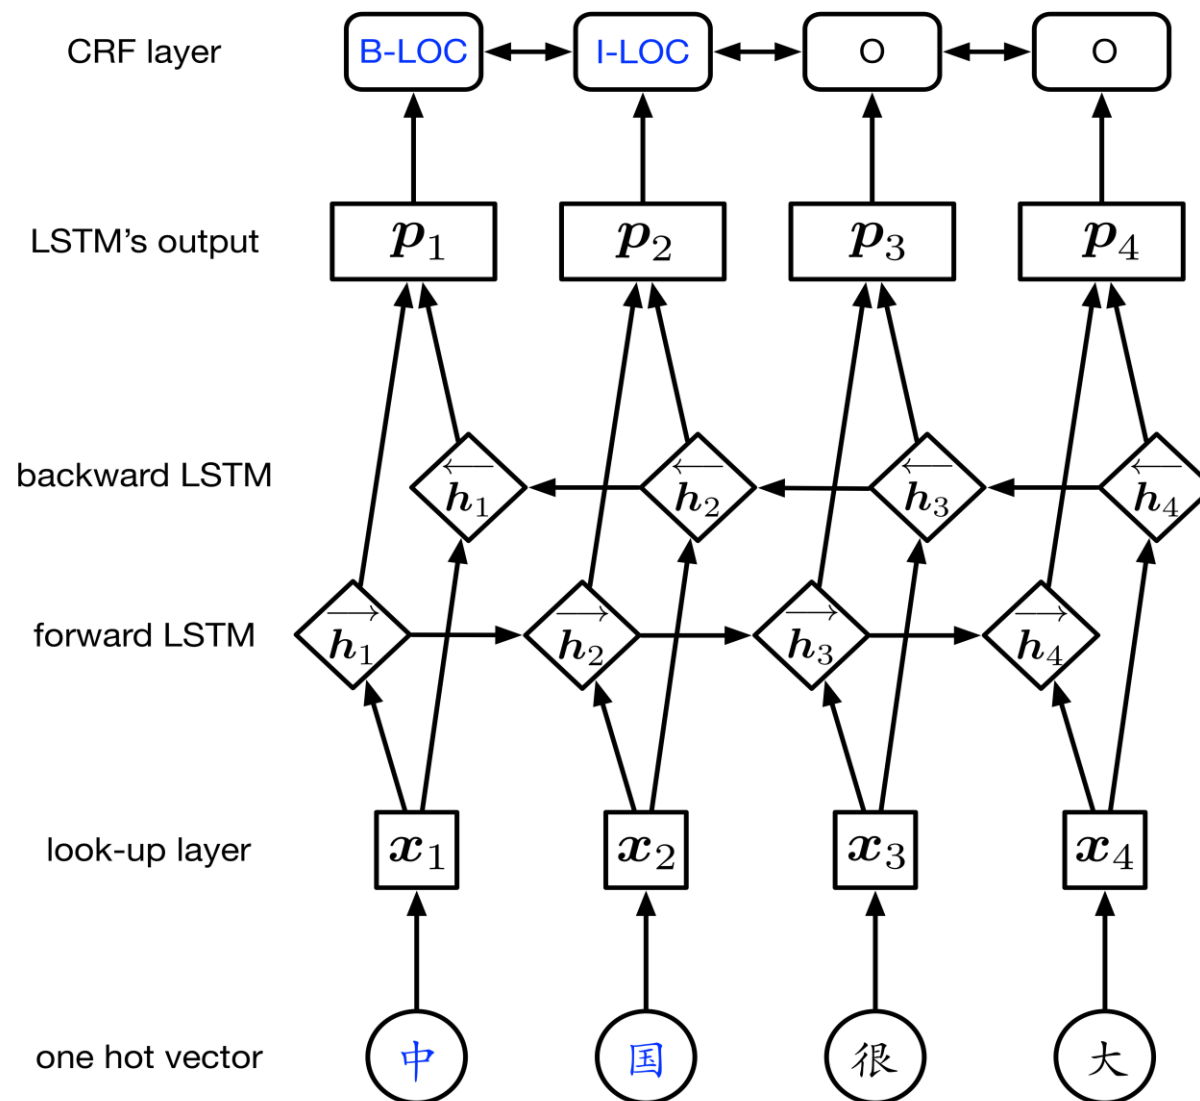 CRF layer B-LOC I-LOC O O
LSTM’s output p₁ p₂ p₃ p₄
backward LSTM ←h₁ ←h₂ ←h₃ ←h₄
forward LSTM →h₁ →h₂ →h₃ →h₄
look-up layer x₁ x₂ x₃ x₄
one hot vector 中 国 很 大